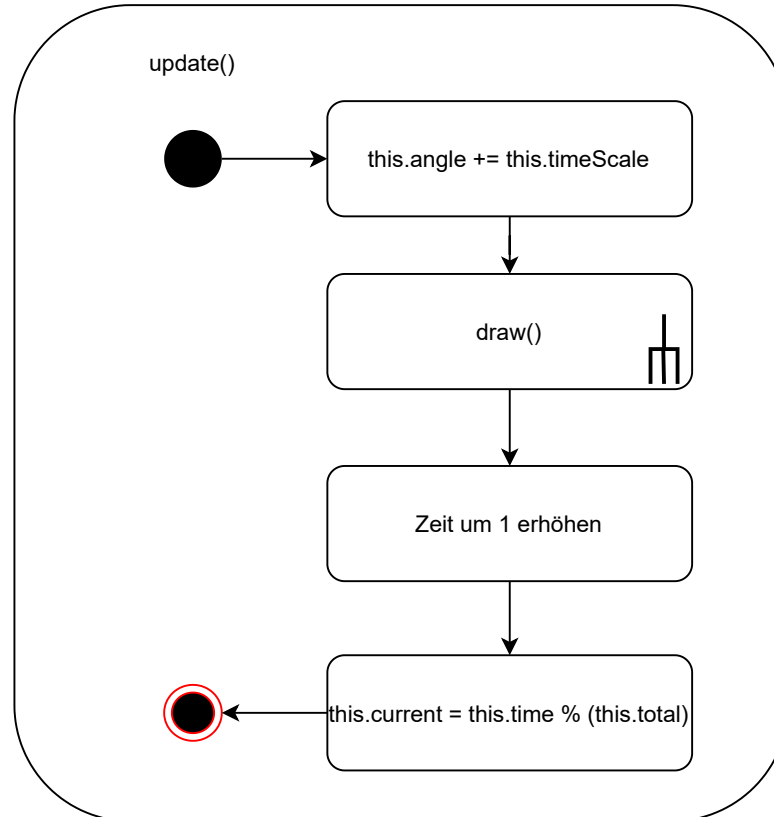 update()
this.angle += this.timeScale
draw()
Zeit um 1 erhöhen
this.current = this.time % (this.total)